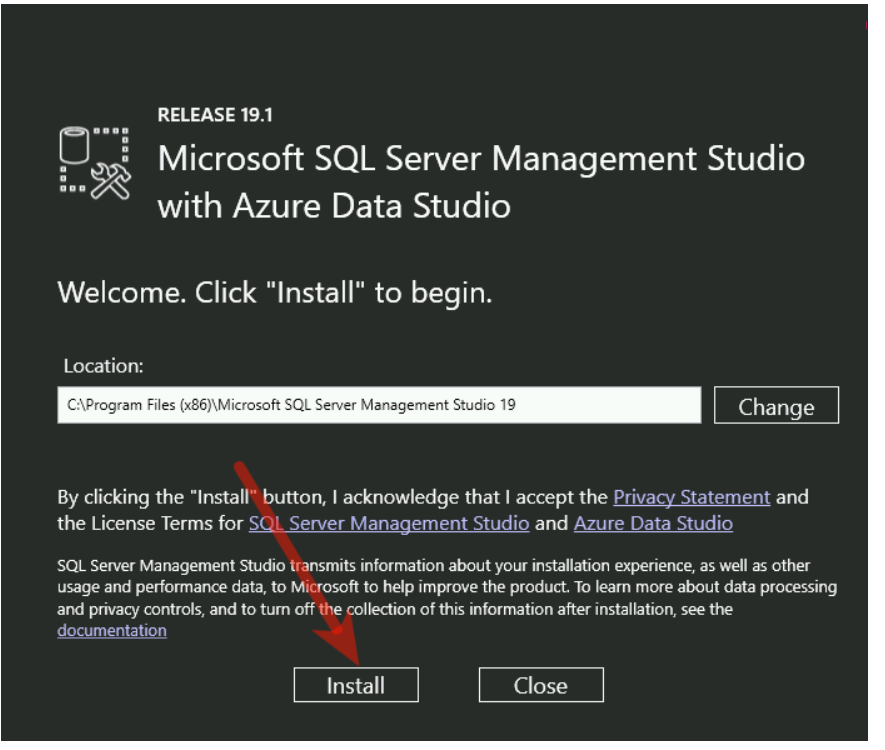 RELEASE 19.1
Microsoft SQL Server Management Studio
with Azure Data Studio
Welcome. Click "Install" to begin.
Location:
C:\Program Files (x86)\Microsoft SQL Server Management Studio 19
Change
By clicking the "Install" button, I acknowledge that I accept the Privacy Statement and
the License Terms for SQL Server Management Studio and Azure Data Studio
SQL Server Management Studio transmits information about your installation experience, as well as other
usage and performance data, to Microsoft to help improve the product. To learn more about data processing
and privacy controls, and to turn off the collection of this information after installation, see the
documentation
Install
Close